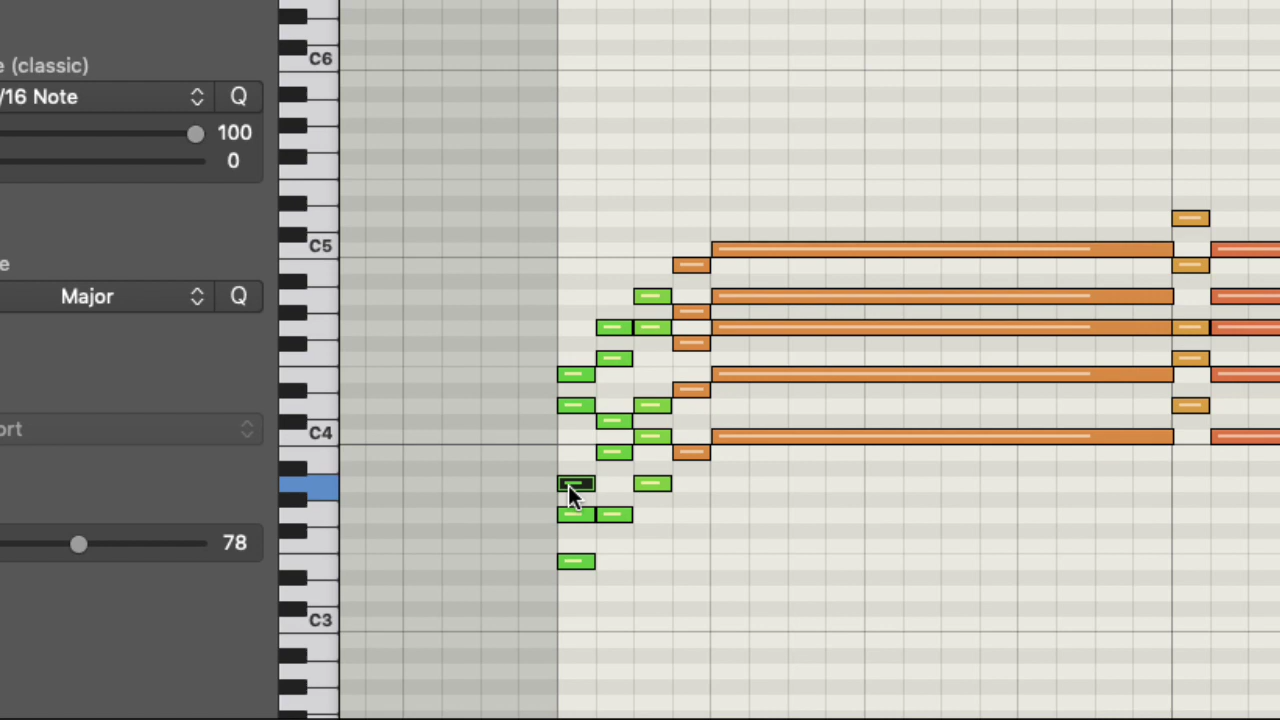 C6
e (classic)
/16 Note
Q
100
0
C5
e
Major
Q
ort
C4
78
C3